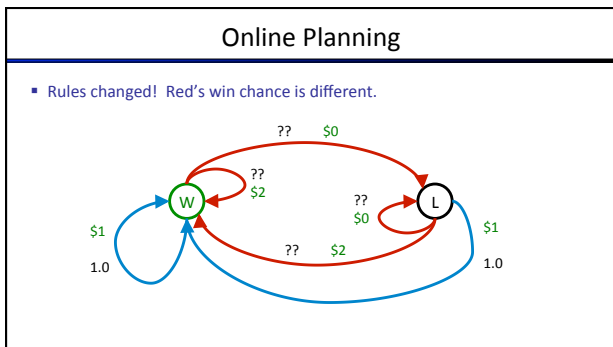 Online Planning
▪ Rules changed! Red's win chance is different.
?? $0
??
$2
W
??
$0
L
$1
1.0
?? $2
$1
1.0